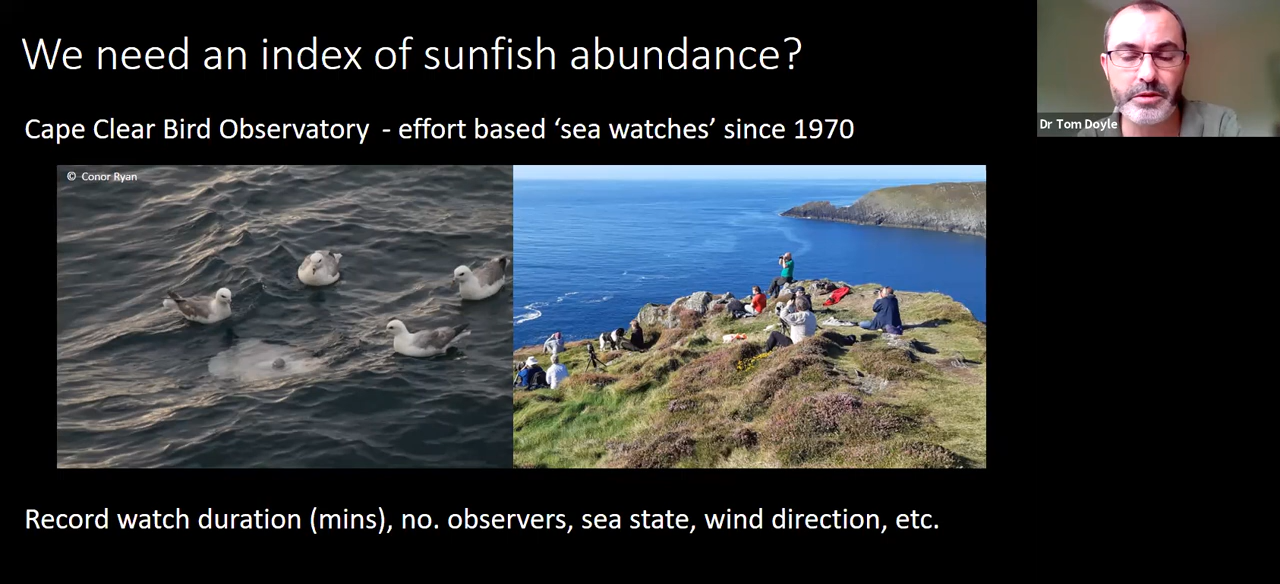 We need an index of sunfish abundance?
Dr Tom Doyle
Cape Clear Bird Observatory - effort based ‘sea watches’ since 1970
© Conor Ryan
Record watch duration (mins), no. observers, sea state, wind direction, etc.